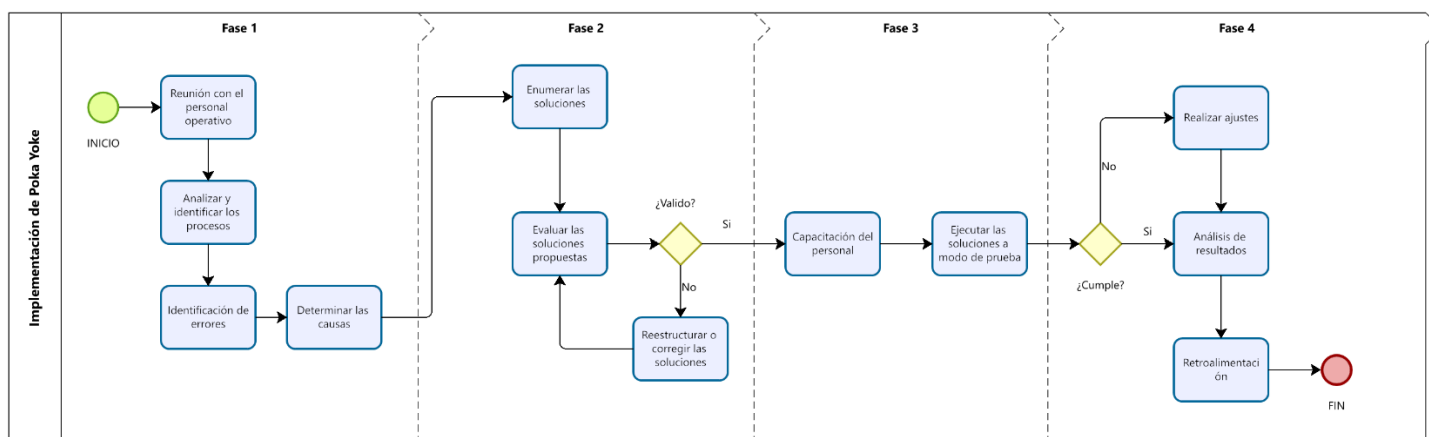 Implementación de Poka Yoke
Fase 1
Fase 2
Fase 3
Fase 4
INICIO
Reunión con el
personal
operativo
Analizar y
identificar los
procesos
Identificación de
errores
Determinar las
causas
Enumerar las
soluciones
Evaluar las
soluciones
propuestas
¿Valido?
Si
No
Reestructurar o
corregir las
soluciones
Capacitación del
personal
Ejecutar las
soluciones a
modo de prueba
¿Cumple?
No
Si
Realizar ajustes
Análisis de
resultados
Retroalimentaci
ón
FIN